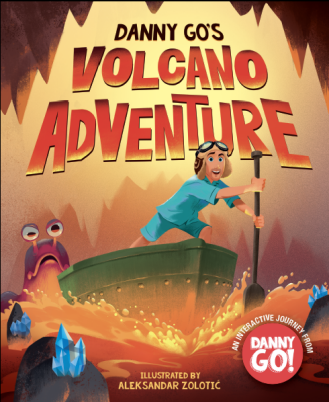 DANNY GO'S
VOLCANO
ADVENTURE
AN INTERACTIVE JOURNEY FROM
DANNY
GO!
ILLUSTRATED BY
ALEKSANDAR ZOLOTIĆ